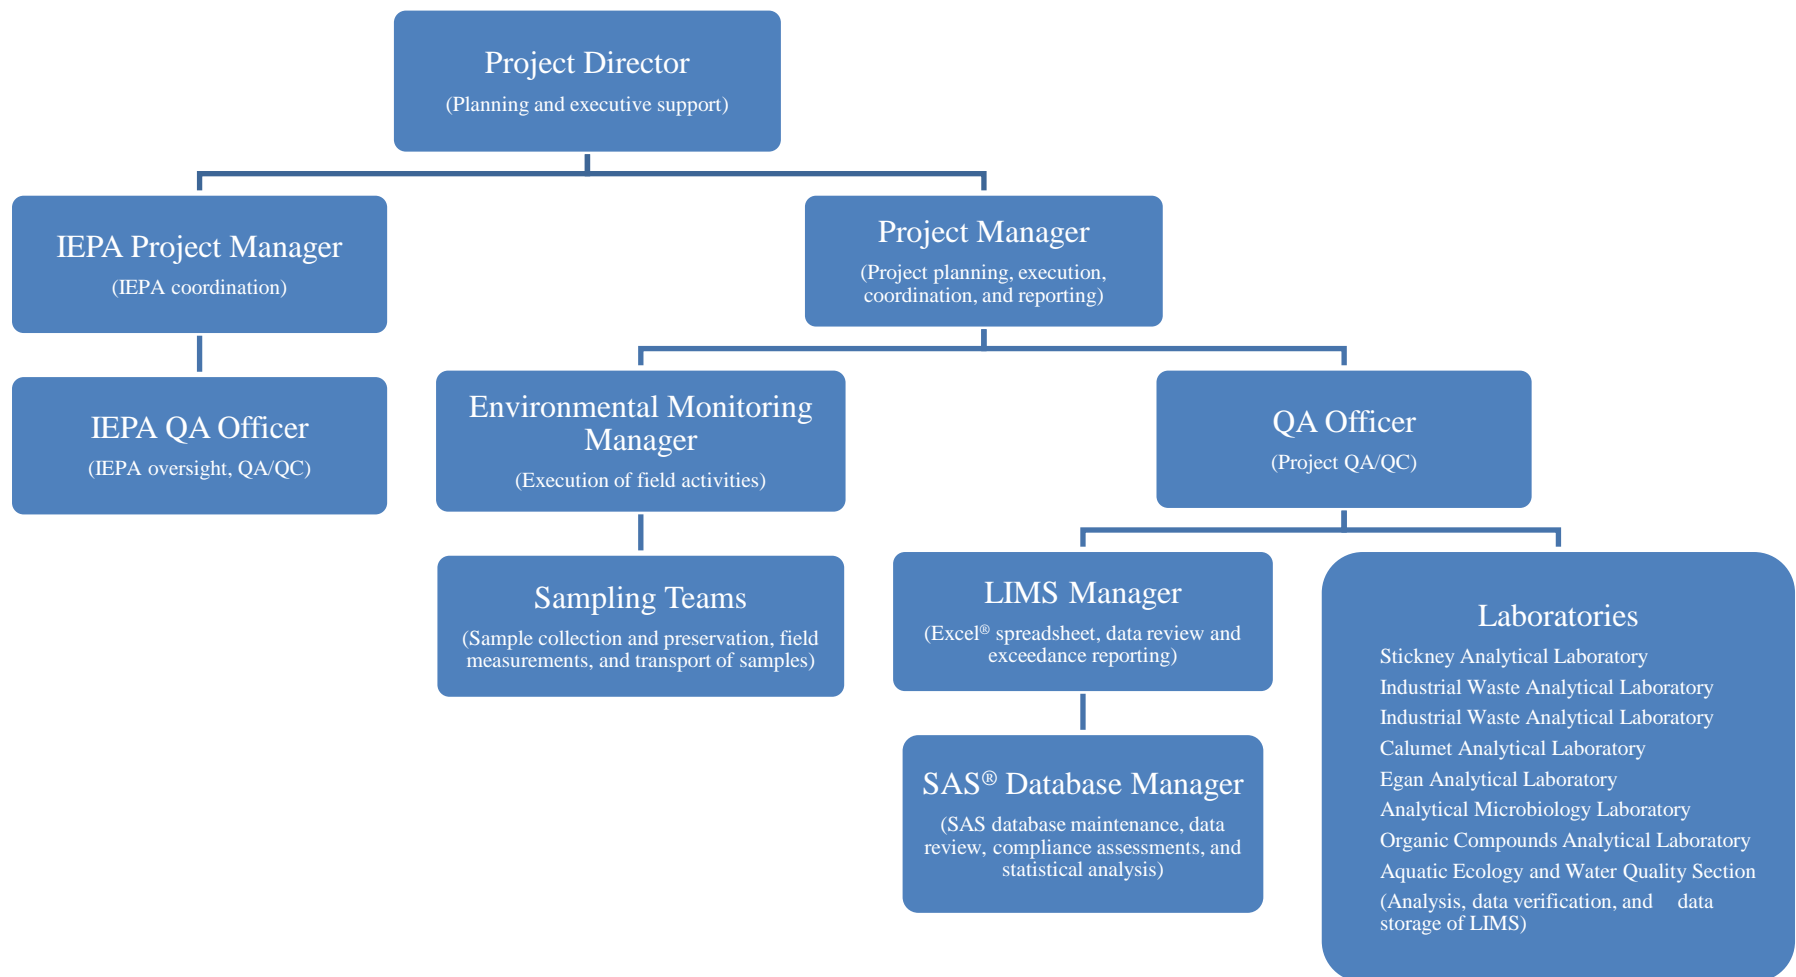 Project Director
(Planning and executive support)
IEPA Project Manager
(IEPA coordination)
Project Manager
(Project planning, execution,
coordination, and reporting)
IEPA QA Officer
(IEPA oversight, QA/QC)
Environmental Monitoring
Manager
(Execution of field activities)
QA Officer
(Project QA/QC)
Sampling Teams
(Sample collection and preservation, field
measurements, and transport of samples)
LIMS Manager
(Excel® spreadsheet, data review and
exceedance reporting)
SAS® Database Manager
(SAS database maintenance, data
review, compliance assessments, and
statistical analysis)
Laboratories
Stickney Analytical Laboratory
Industrial Waste Analytical Laboratory
Industrial Waste Analytical Laboratory
Calumet Analytical Laboratory
Egan Analytical Laboratory
Analytical Microbiology Laboratory
Organic Compounds Analytical Laboratory
Aquatic Ecology and Water Quality Section
(Analysis, data verification, and data
storage of LIMS)